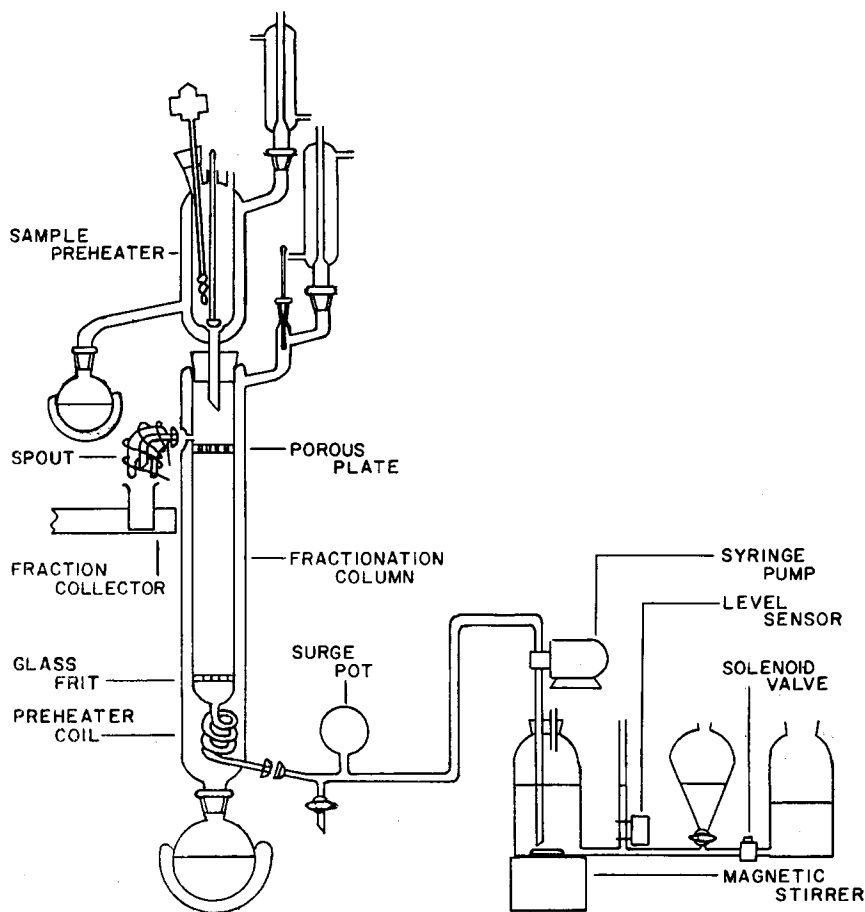 SAMPLE
PREHEATER
SPOUT
POROUS
PLATE
FRACTION
COLLECTOR
FRACTIONATION
COLUMN
SYRINGE
PUMP
LEVEL
SENSOR
GLASS
FRIT
SURGE
POT
SOLENOID
VALVE
PREHEATER
COIL
MAGNETIC
STIRRER